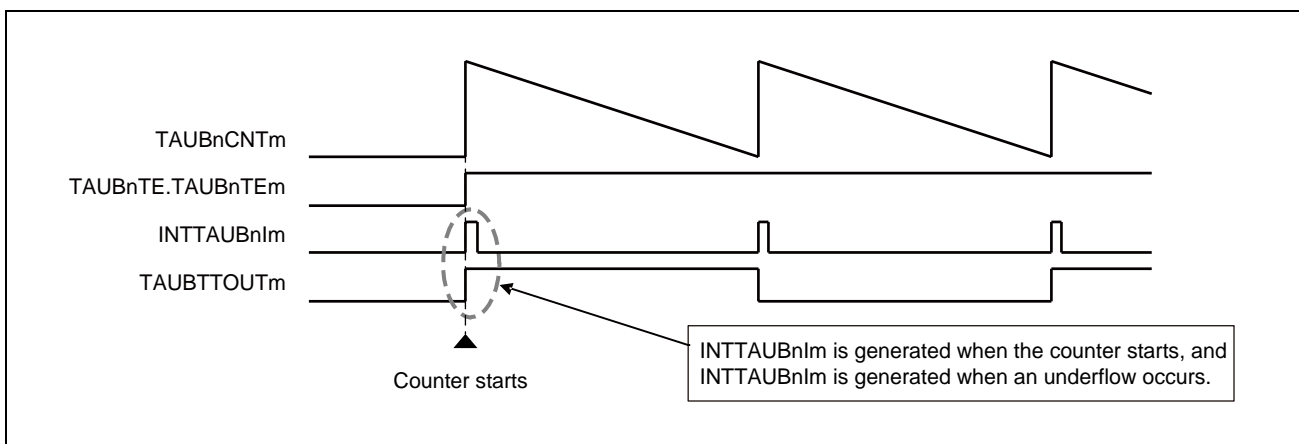 TAUBnCNTm
TAUBnTE.TAUBnTEm
INTTAUBnIm
TAUBTTOUTm
INTTAUBnIm is generated when the counter starts, and
INTTAUBnIm is generated when an underflow occurs.
Counter starts